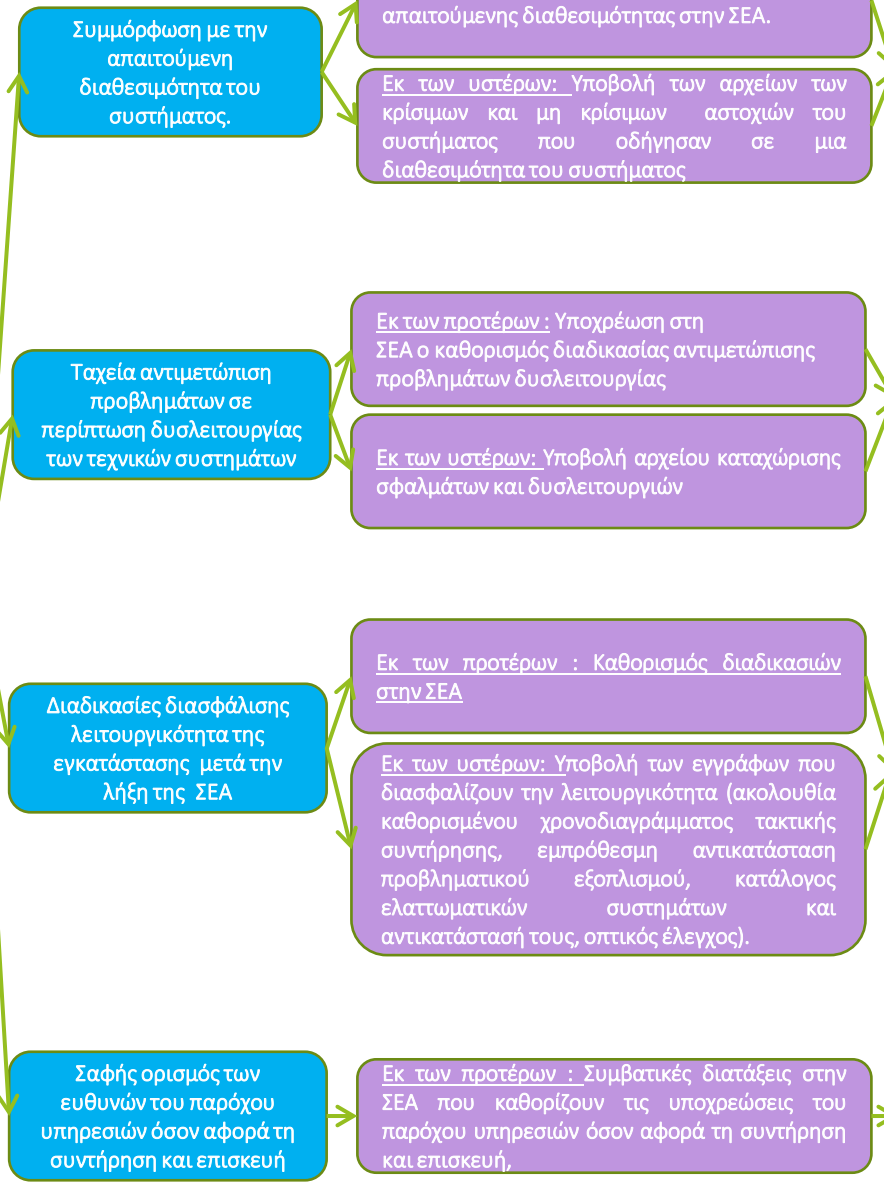 Συμμόρφωση με την
απαιτούμενη
διαθεσιμότητα του
συστήματος.
απαιτούμενης διαθεσιμότητας στην ΣΕΑ.
Εκ των υστέρων: Υποβολή των αρχείων των
κρίσιμων και μη κρίσιμων αστοχιών του
συστήματος που οδήγησαν σε μια
διαθεσιμότητα του συστήματος
Ταχεία αντιμετώπιση
προβλημάτων σε
περίπτωση δυσλειτουργίας
των τεχνικών συστημάτων
Εκ των προτέρων : Υποχρέωση στη
ΣΕΑ ο καθορισμός διαδικασίας αντιμετώπισης
προβλημάτων δυσλειτουργίας
Εκ των υστέρων: Υποβολή αρχείου καταχώρισης
σφαλμάτων και δυσλειτουργιών
Διαδικασίες διασφάλισης
λειτουργικότητα της
εγκατάστασης μετά την
λήξη της ΣΕΑ
Εκ των προτέρων : Καθορισμός διαδικασιών
στην ΣΕΑ
Εκ των υστέρων: Υποβολή των εγγράφων που
διασφαλίζουν την λειτουργικότητα (ακολουθία
καθορισμένου χρονοδιαγράμματος τακτικής
συντήρησης, εμπρόθεσμη αντικατάσταση
προβληματικού εξοπλισμού, κατάλογος
ελαττωματικών συστημάτων και
αντικατάστασή τους, οπτικός έλεγχος).
Σαφής ορισμός των
ευθυνών του παρόχου
υπηρεσιών όσον αφορά τη
συντήρηση και επισκευή
Εκ των προτέρων : Συμβατικές διατάξεις στην
ΣΕΑ που καθορίζουν τις υποχρεώσεις του
παρόχου υπηρεσιών όσον αφορά τη συντήρηση
και επισκευή,